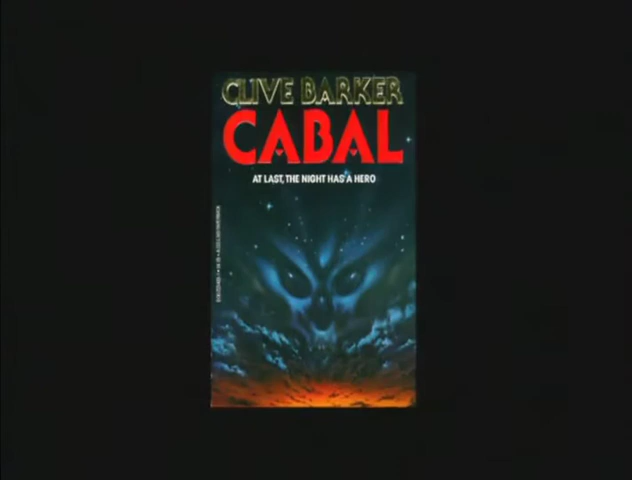 CLIVE BARKER
CABAL
AT LAST, THE NIGHT HAS A HERO